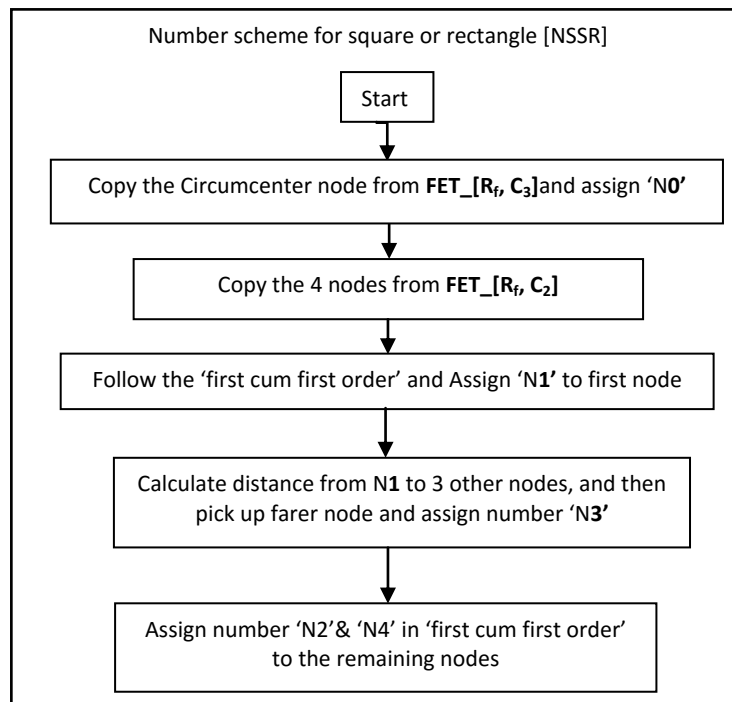 Number scheme for square or rectangle [NSSR]
Start
Copy the Circumcenter node from FET_[Rf, C3]and assign ‘N0’
Copy the 4 nodes from FET_[Rf, C2]
Follow the ‘first cum first order’ and Assign ‘N1’ to first node
Calculate distance from N1 to 3 other nodes, and then
pick up farer node and assign number ‘N3’
Assign number ‘N2’& ‘N4’ in ‘first cum first order’
to the remaining nodes